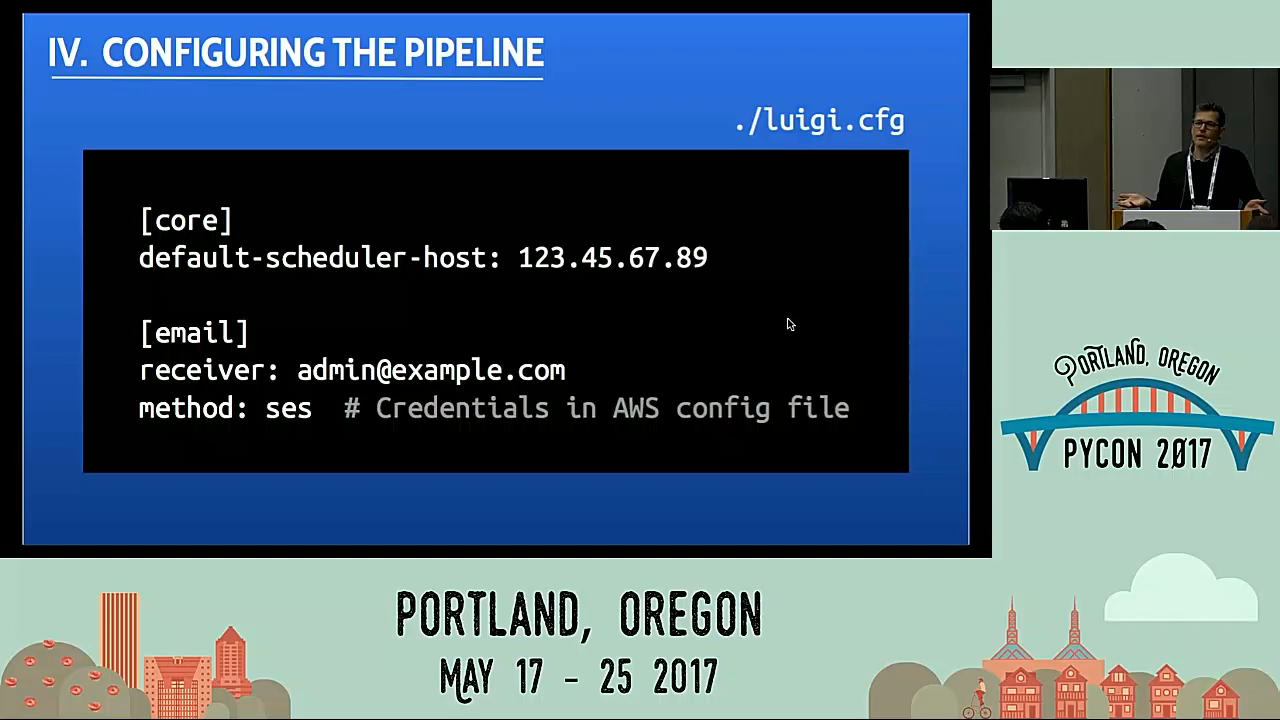 IV. CONFIGURING THE PIPELINE
./luigi.cfg
[core]
default-scheduler-host: 123.45.67.89
[email]
receiver: admin@example.com
method: ses  # Credentials in AWS config file
PORTLAND, OREGON
PYCON 2017
PORTLAND, OREGON
MAY 17 - 25 2017